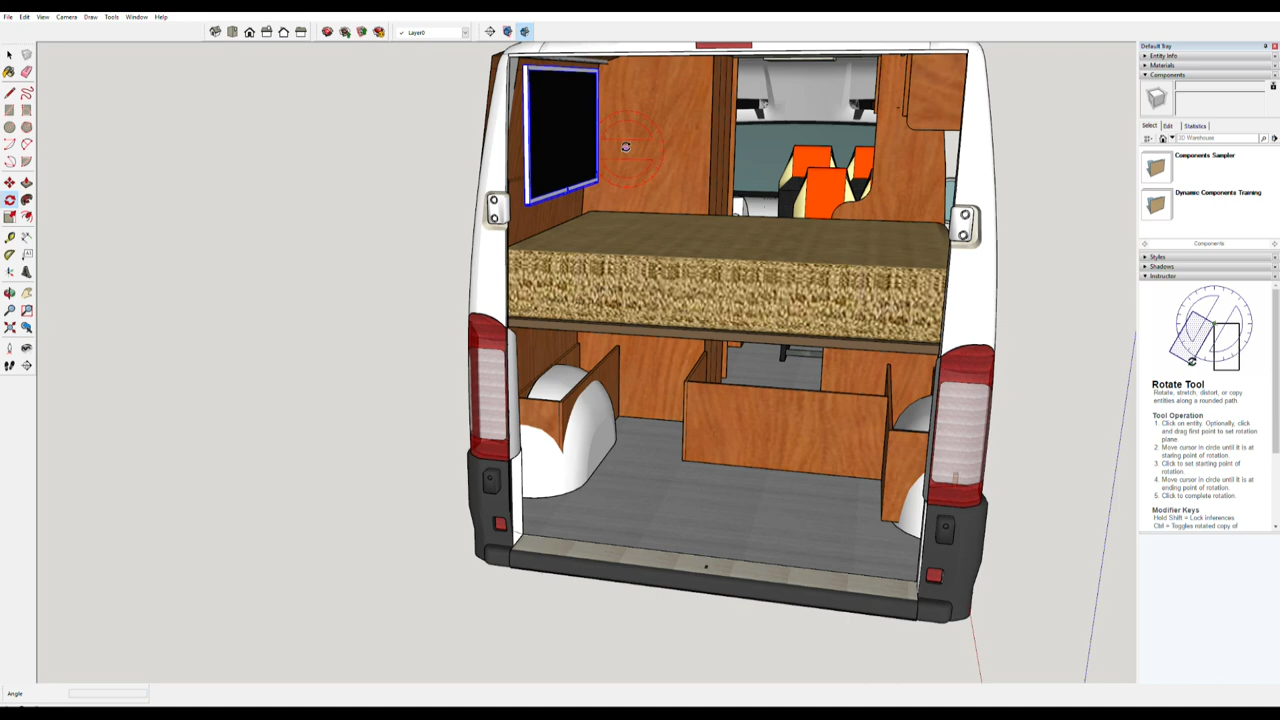 File Edit View Camera Draw Tools Window Help
Layer0
Default Tray
Entity Info
Materials
Components
Select Edit Statistics
3D Warehouse
Components Sampler
Dynamic Components Training
Components
Styles
Shadows
Instructor
Rotate Tool
Rotate, stretch, distort, or copy
entities along a rounded path.
Tool Operation
1. Click on entity. Optionally, click
and drag first point to set rotation
plane.
2. Move cursor in circle until it is at
staring point of rotation.
3. Click to set starting point of
rotation.
4. Move cursor in circle until it is at
ending point of rotation.
5. Click to complete rotation.
Modifier Keys
Hold Shift = Lock inferences
Ctrl = Toggles rotated copy of
Angle